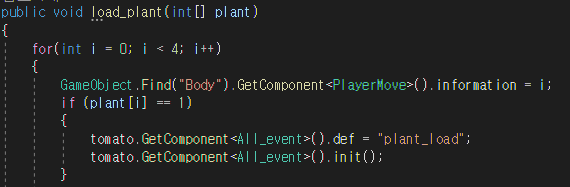 public void load_plant(int[] plant)
{
for(int i = 0; i < 4; i++)
{
GameObject.Find("Body").GetComponent<PlayerMove>().information = i;
if (plant[i] == 1)
{
tomato.GetComponent<All_event>().def = "plant_load";
tomato.GetComponent<All_event>().init();
}